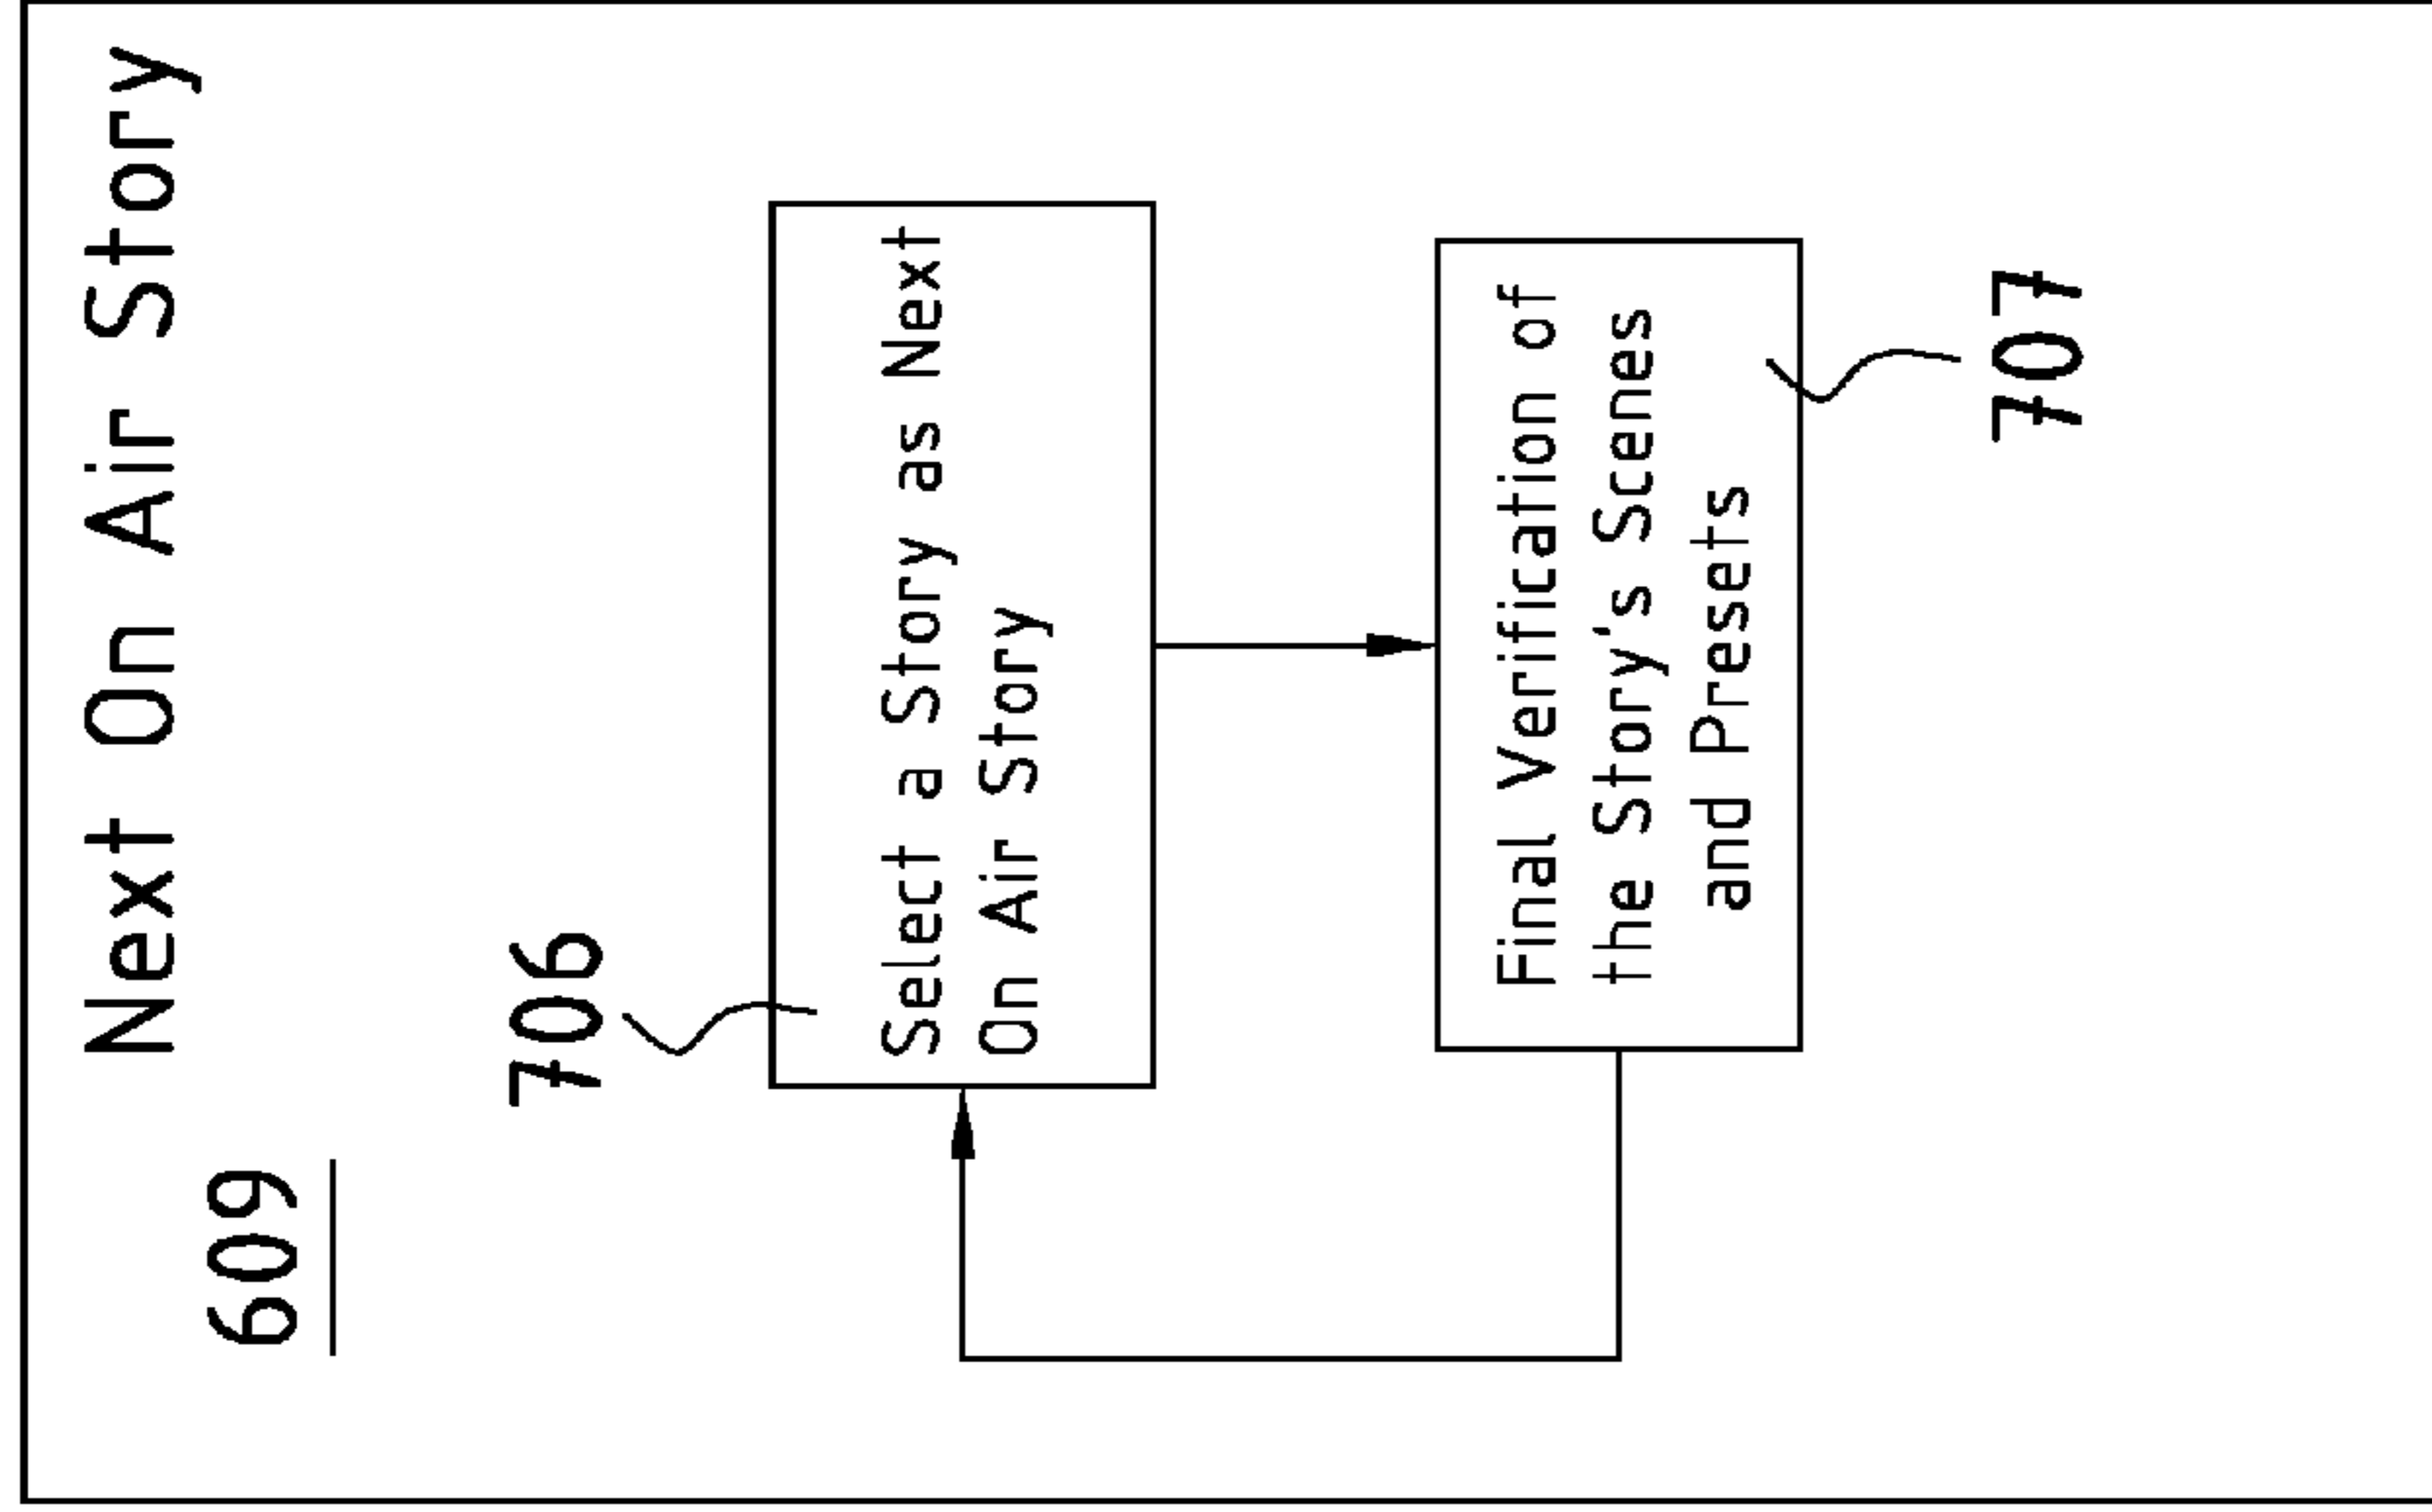 Next On Air Story
609
706
Select a Story as Next
On Air Story
Final Verification of
the Story's Scenes
and Presets
707